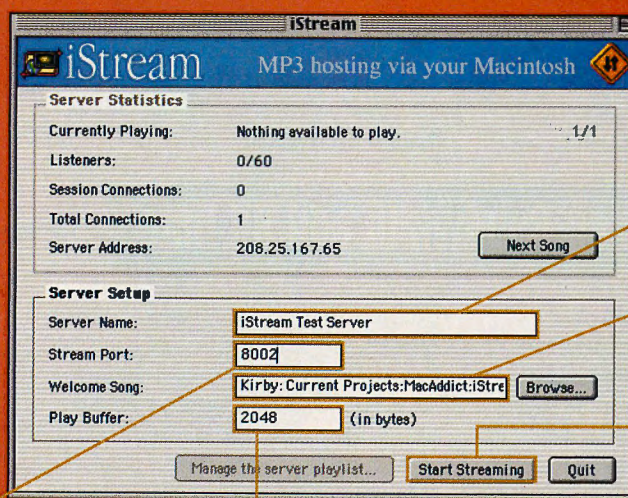 iStream
iStream MP3 hosting via your Macintosh
Server Statistics
Currently Playing: Nothing available to play. 1/1
Listeners: 0/60
Session Connections: 0
Total Connections: 1
Server Address: 208.25.167.65 Next Song
Server Setup
Server Name: iStream Test Server
Stream Port: 8002
Welcome Song: Kirby:Current Projects:MacAddict:iStre Browse...
Play Buffer: 2048 (in bytes)
Manage the server playlist... Start Streaming Quit